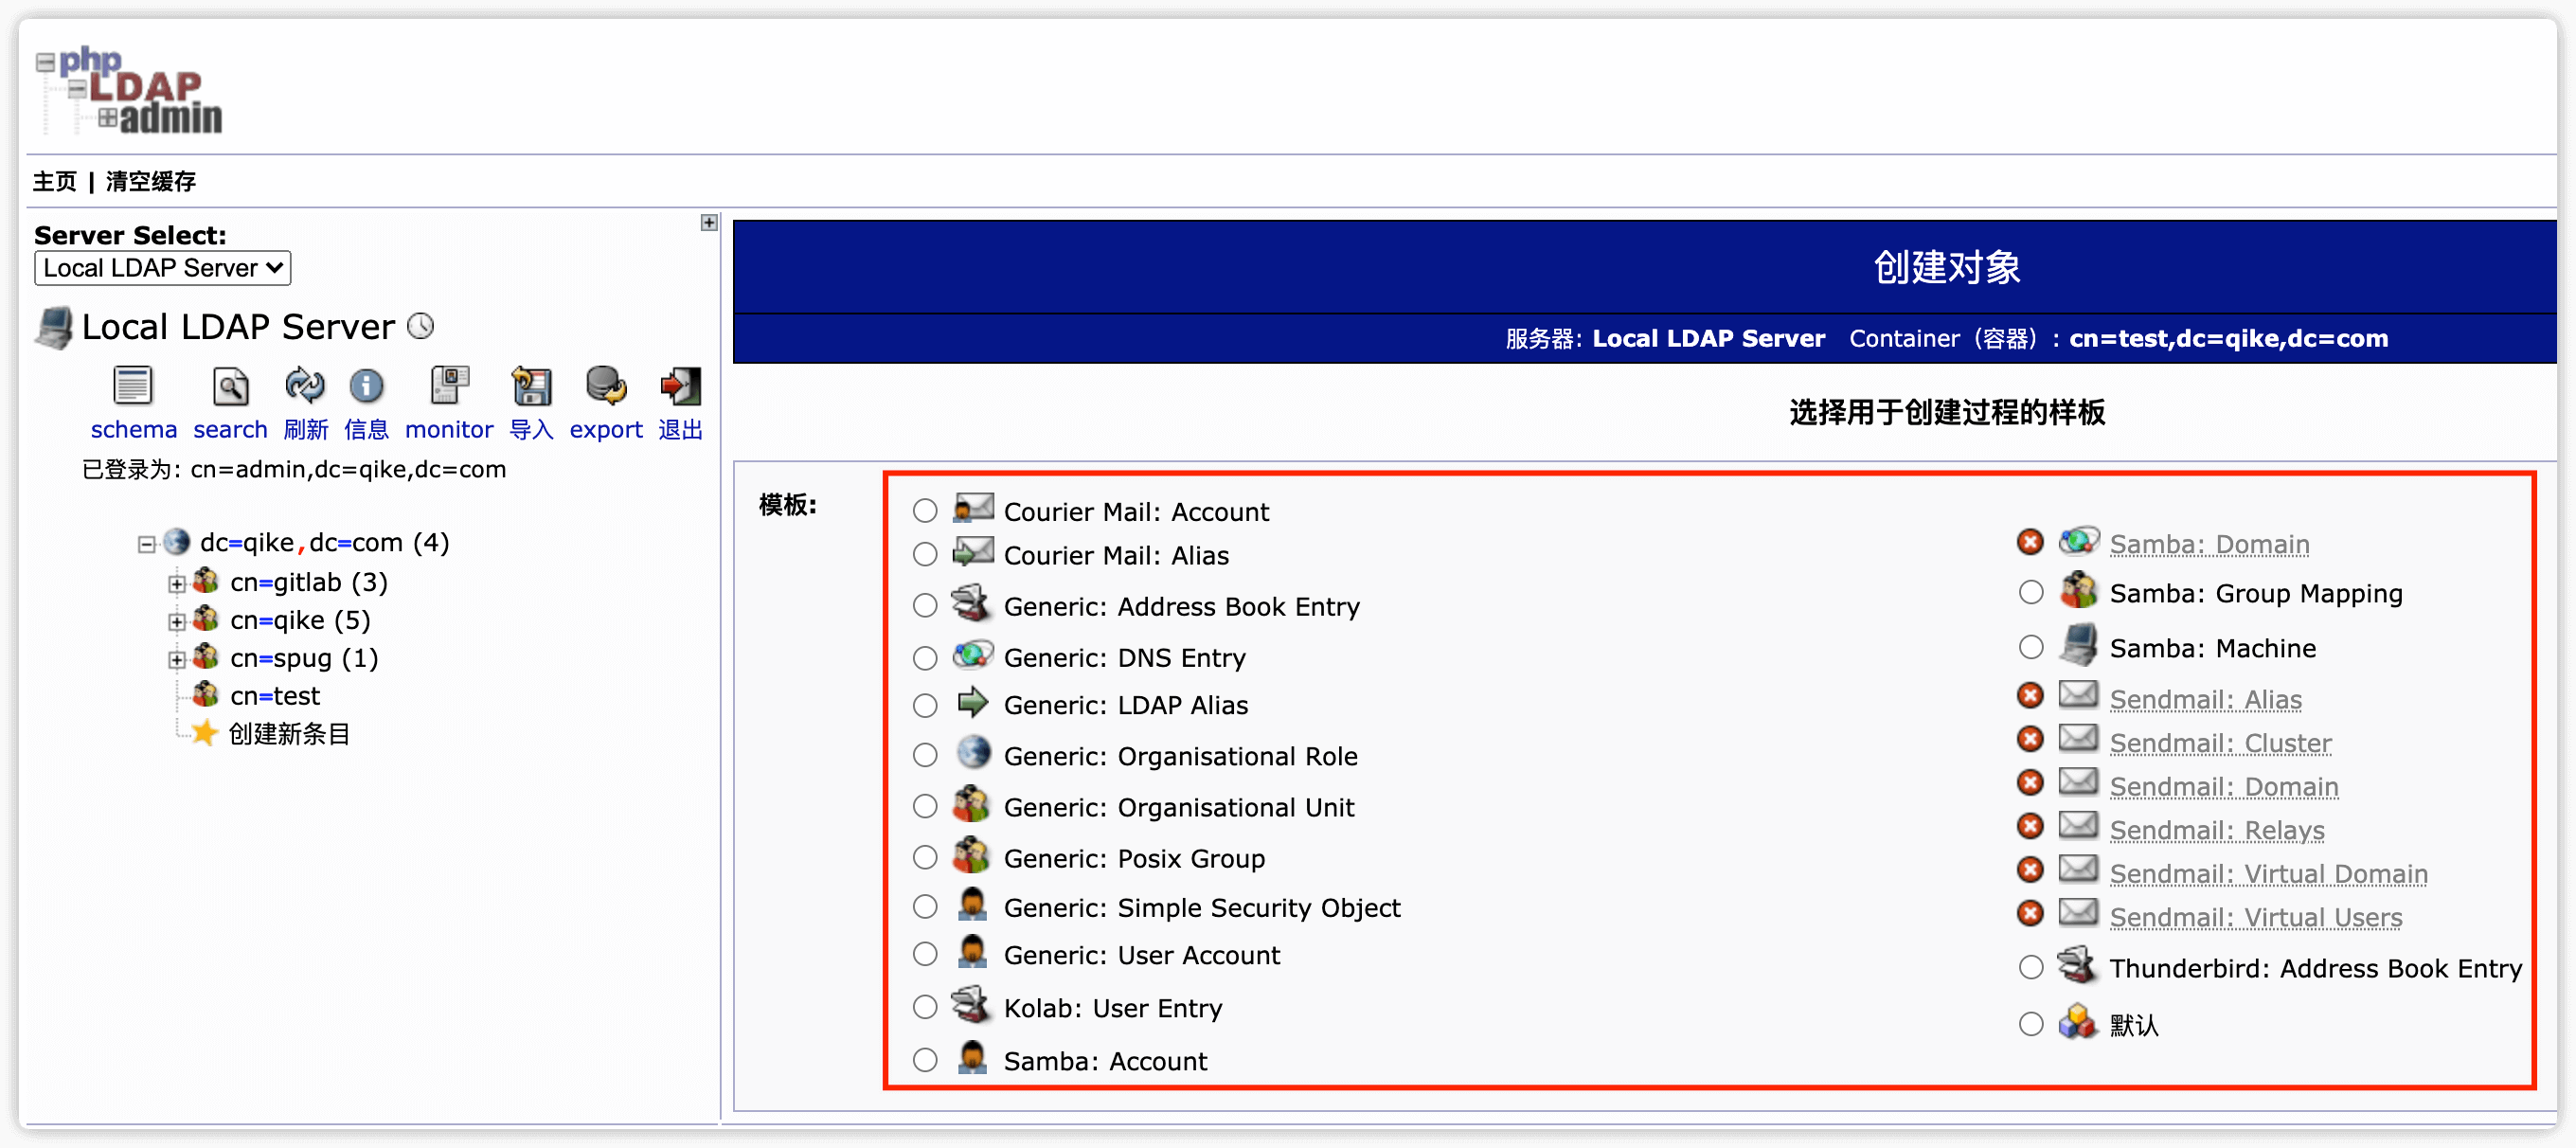 php
LDAP
admin
主页 | 清空缓存
Server Select:
Local LDAP Server
Local LDAP Server
schema search 刷新 信息 monitor 导入 export 退出
已登录为: cn=admin,dc=qike,dc=com
dc=qike,dc=com (4)
cn=gitlab (3)
cn=qike (5)
cn=spug (1)
cn=test
创建新条目
创建对象
服务器: Local LDAP Server Container（容器）: cn=test,dc=qike,dc=com
选择用于创建过程的样板
模板:
Courier Mail: Account
Courier Mail: Alias
Generic: Address Book Entry
Generic: DNS Entry
Generic: LDAP Alias
Generic: Organisational Role
Generic: Organisational Unit
Generic: Posix Group
Generic: Simple Security Object
Generic: User Account
Kolab: User Entry
Samba: Account
Samba: Domain
Samba: Group Mapping
Samba: Machine
Sendmail: Alias
Sendmail: Cluster
Sendmail: Domain
Sendmail: Relays
Sendmail: Virtual Domain
Sendmail: Virtual Users
Thunderbird: Address Book Entry
默认